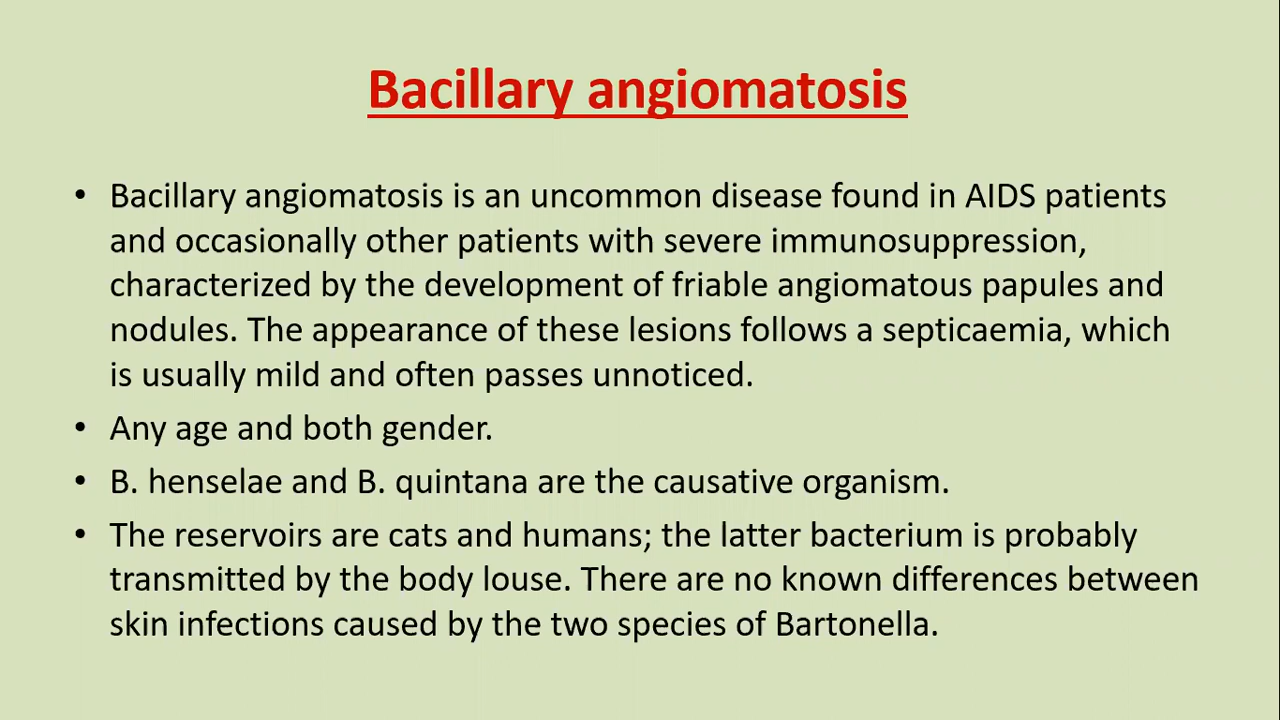 Bacillary angiomatosis
• Bacillary angiomatosis is an uncommon disease found in AIDS patients
and occasionally other patients with severe immunosuppression,
characterized by the development of friable angiomatous papules and
nodules. The appearance of these lesions follows a septicaemia, which
is usually mild and often passes unnoticed.
• Any age and both gender.
• B. henselae and B. quintana are the causative organism.
• The reservoirs are cats and humans; the latter bacterium is probably
transmitted by the body louse. There are no known differences between
skin infections caused by the two species of Bartonella.